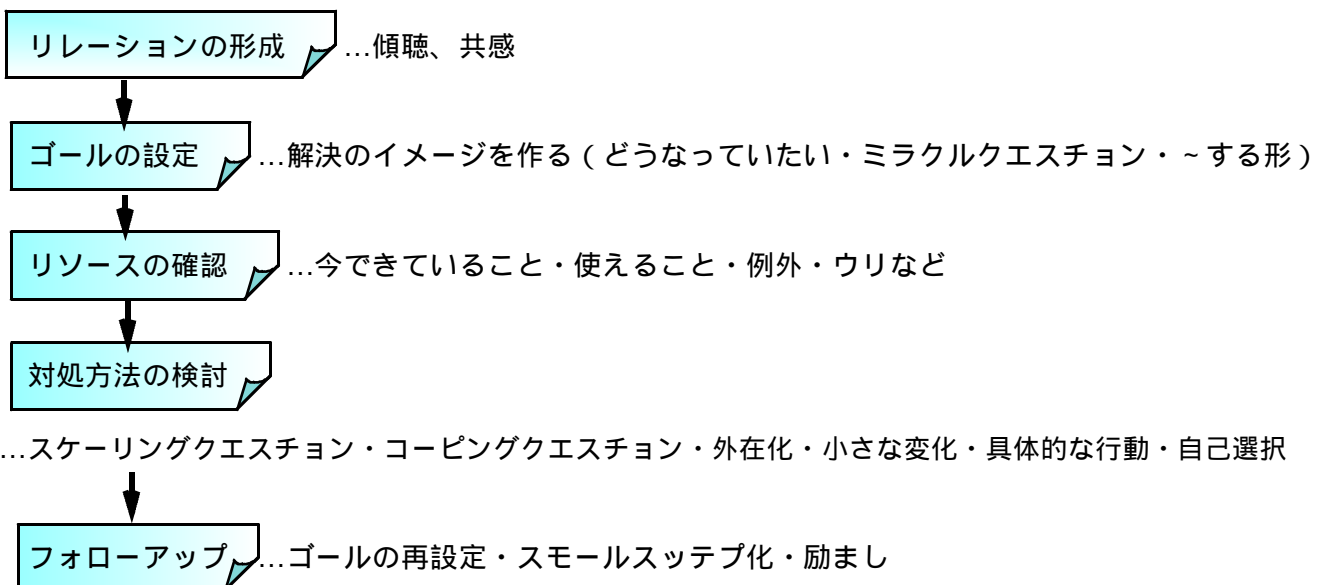 リレーションの形成 …傾聴、共感
ゴールの設定 …解決のイメージを作る(どうなっていたい・ミラクルクエスチョン・~する形)
リソースの確認 …今できていること・使えること・例外・ウリなど
対処方法の検討
…スケーリングクエスチョン・コーピングクエスチョン・外在化・小さな変化・具体的な行動・自己選択
フォローアップ …ゴールの再設定・スモールスッテプ化・励まし